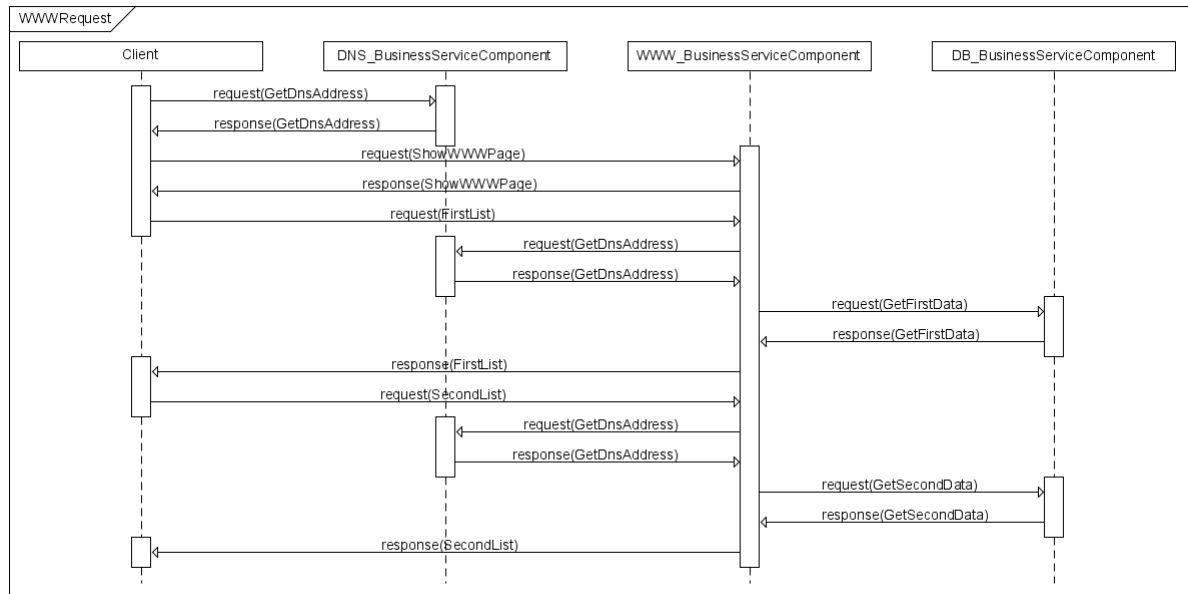 WWWRequest
Client
DNS_BusinessServiceComponent
WWW_BusinessServiceComponent
DB_BusinessServiceComponent
request(GetDnsAddress)
response(GetDnsAddress)
request(ShowWWWPage)
response(ShowWWWPage)
request(FirstList)
request(GetDnsAddress)
response(GetDnsAddress)
request(GetFirstData)
response(GetFirstData)
response(FirstList)
request(SecondList)
request(GetDnsAddress)
response(GetDnsAddress)
request(GetSecondData)
response(GetSecondData)
response(SecondList)